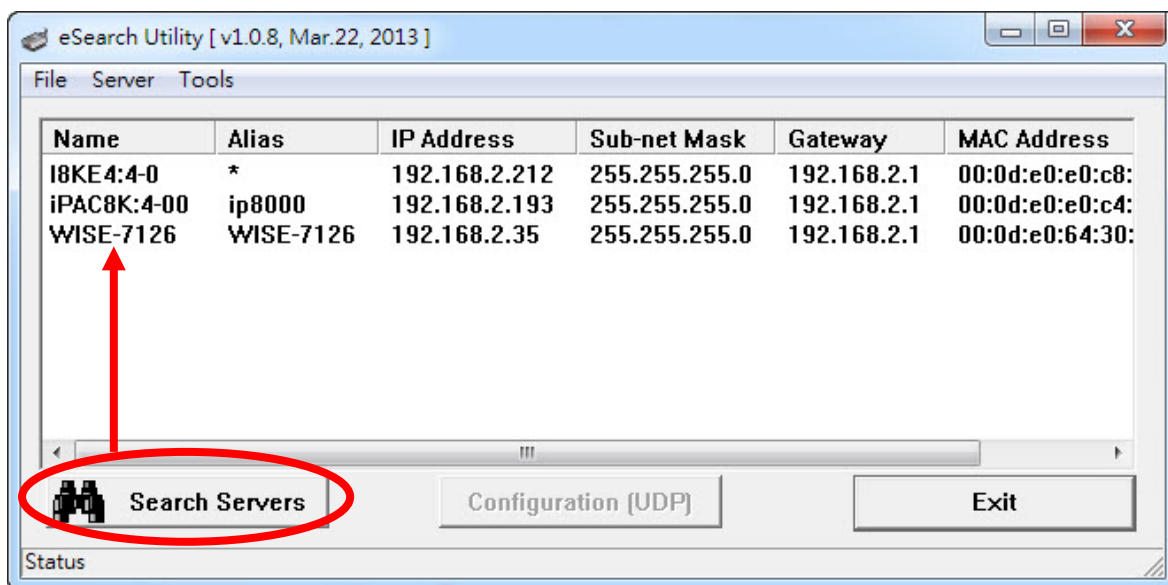 eSearch Utility [ v1.0.8, Mar.22, 2013 ]
File Server Tools
Name Alias IP Address Sub-net Mask Gateway MAC Address
I8KE4:4-0 * 192.168.2.212 255.255.255.0 192.168.2.1 00:0d:e0:e0:c8:
iPAC8K:4-00 ip8000 192.168.2.193 255.255.255.0 192.168.2.1 00:0d:e0:e0:c4:
WISE-7126 WISE-7126 192.168.2.35 255.255.255.0 192.168.2.1 00:0d:e0:64:30:
Search Servers Configuration (UDP) Exit
Status